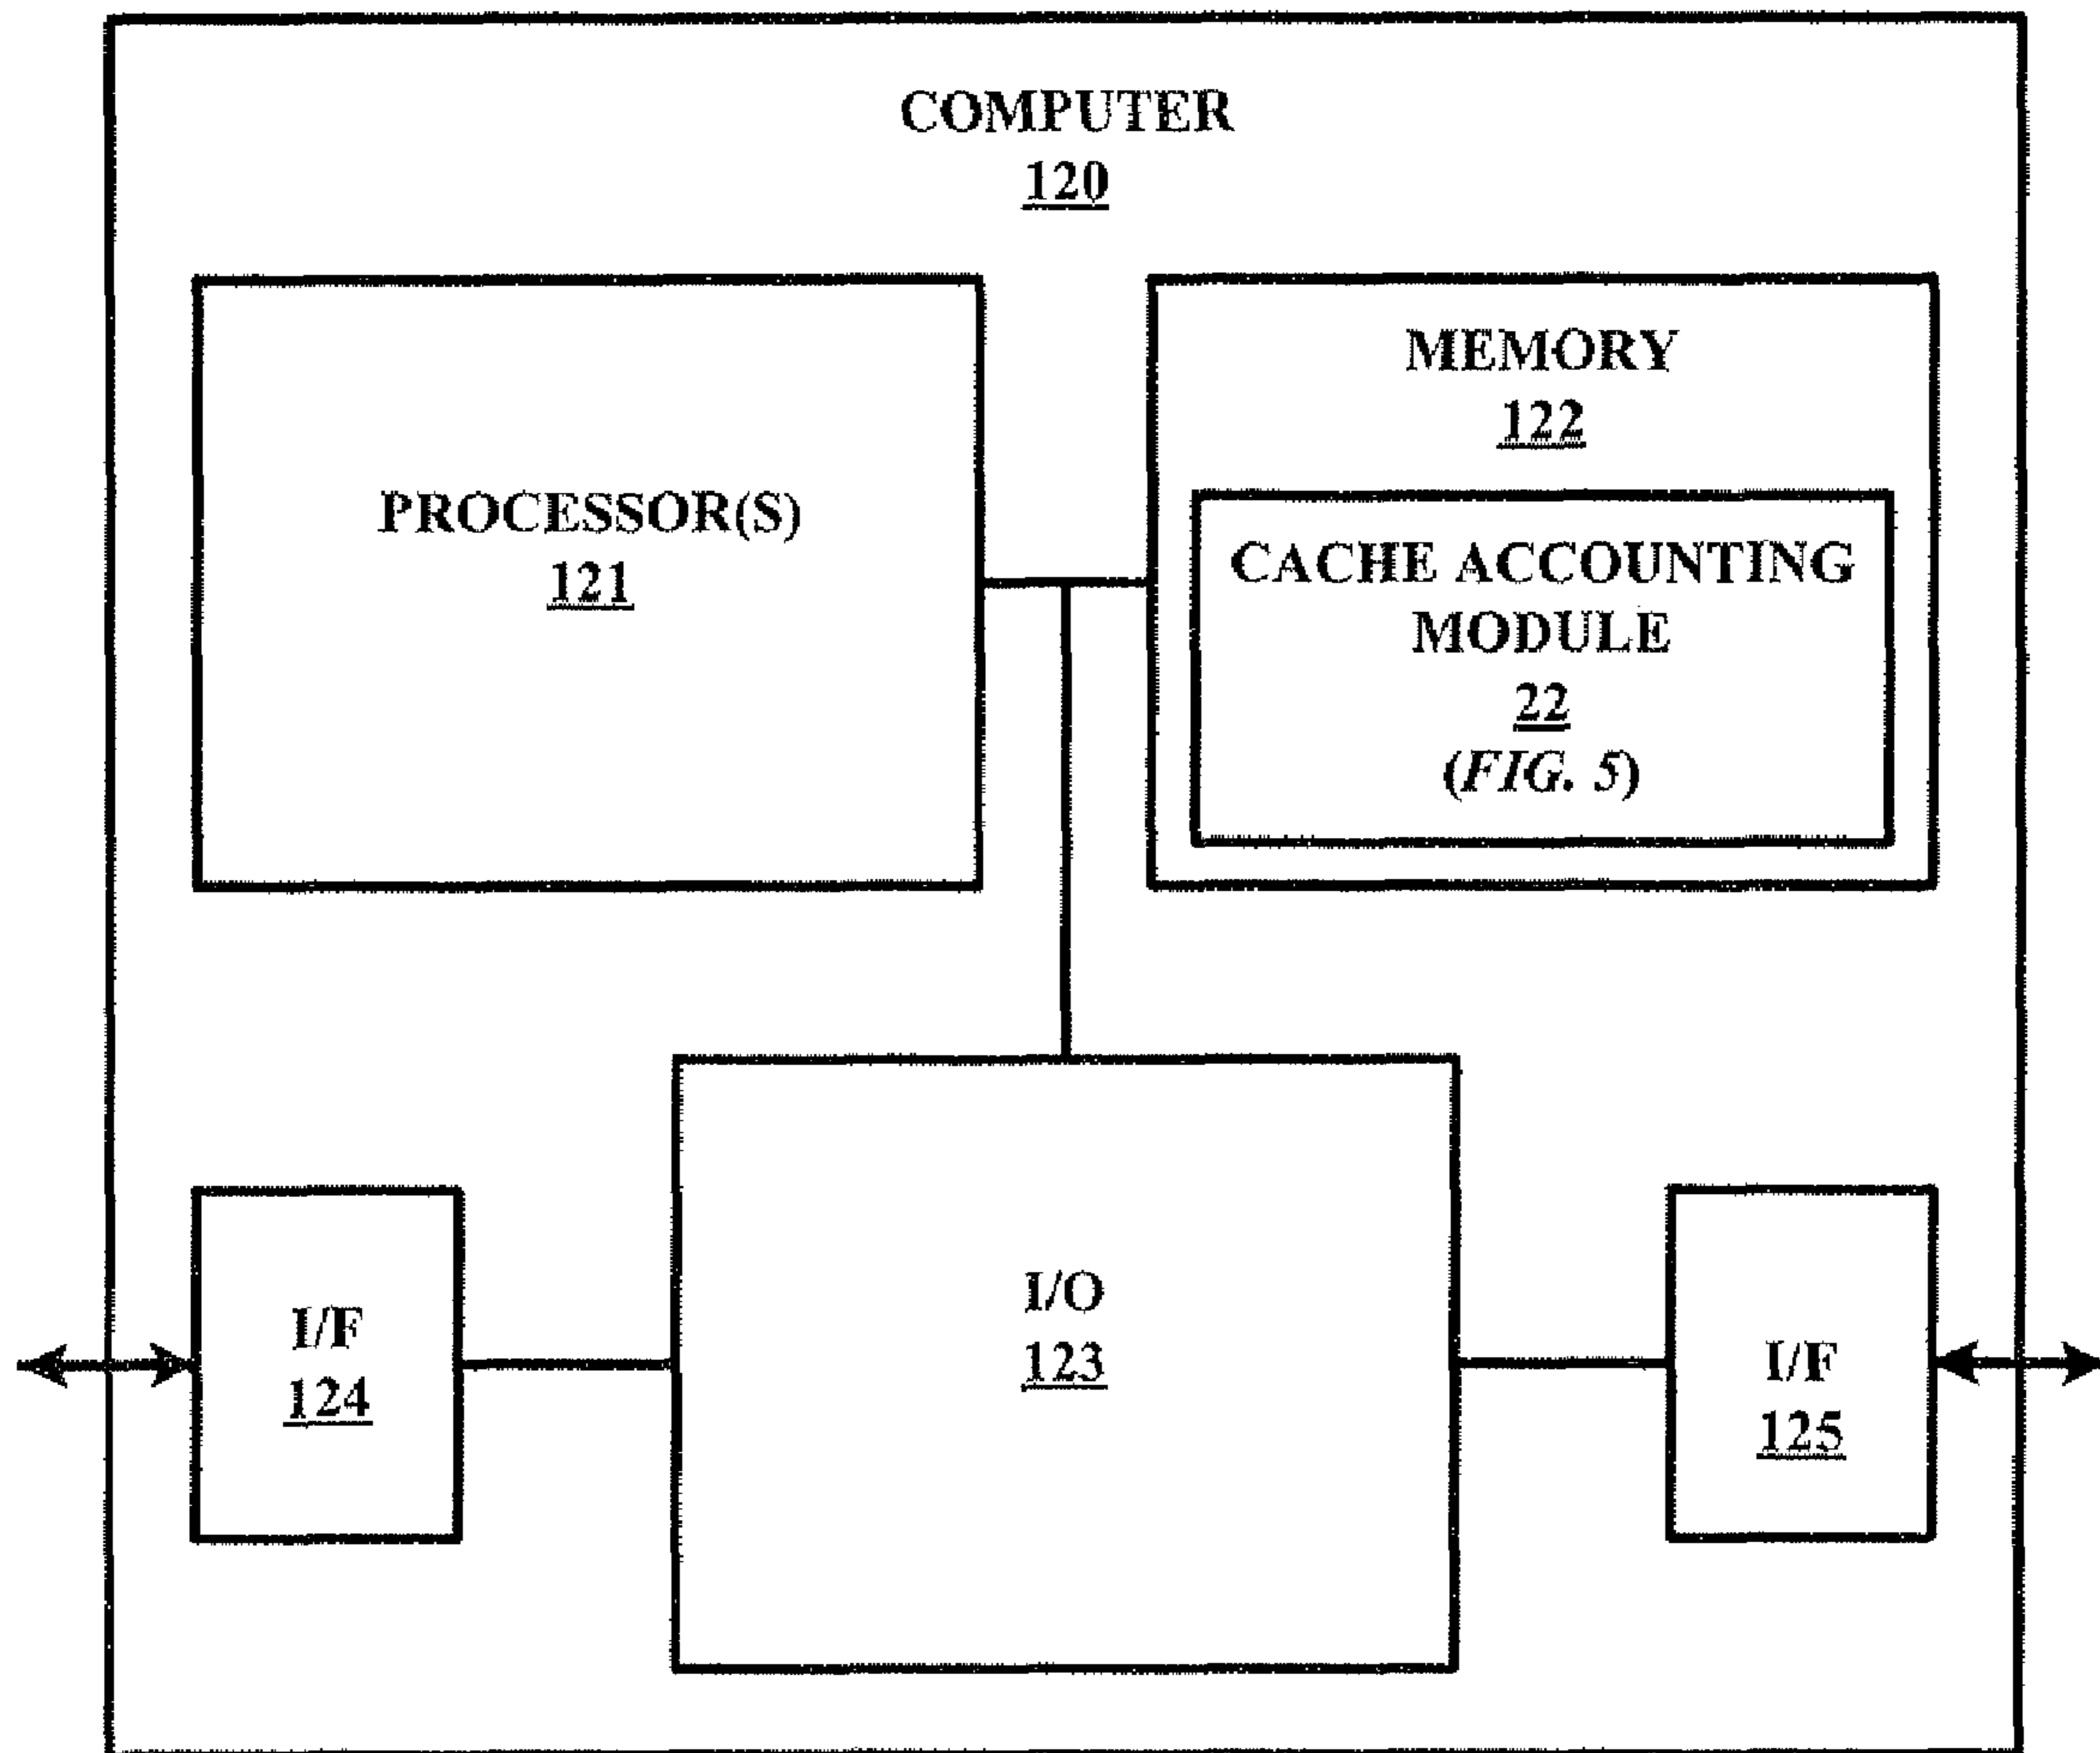 COMPUTER
120
PROCESSOR(S)
121
MEMORY
122
CACHE ACCOUNTING
MODULE
22
(FIG. 5)
I/F
124
I/O
123
I/F
125